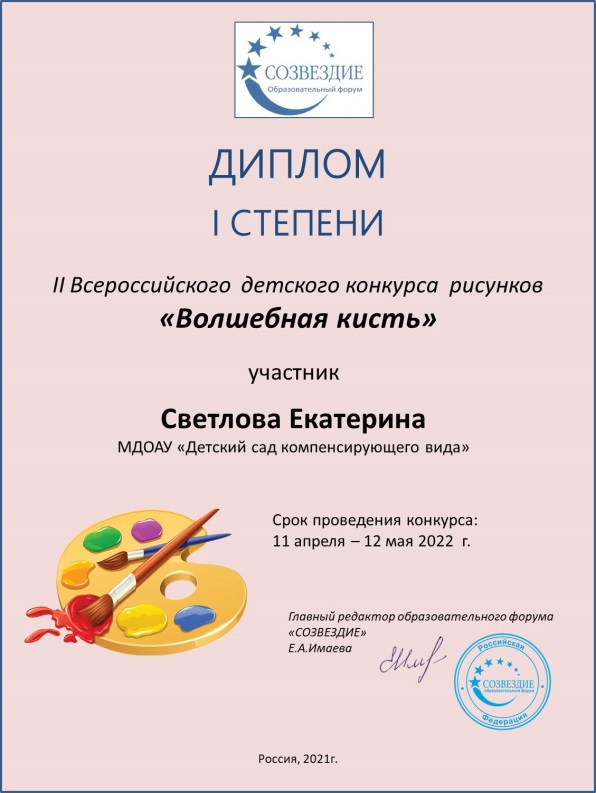 СОЗВЕЗДИЕ
Образовательный форум
ДИПЛОМ
I СТЕПЕНИ
II Всероссийского детского конкурса рисунков
«Волшебная кисть»
участник
Светлова Екатерина
МДОАУ «Детский сад компенсирующего вида»
Срок проведения конкурса:
11 апреля – 12 мая 2022 г.
Главный редактор образовательного форума
«СОЗВЕЗДИЕ»
Е.А.Имаева
Российская
СОЗВЕЗДИЕ
образовательный форум
Федерация
Россия, 2021г.